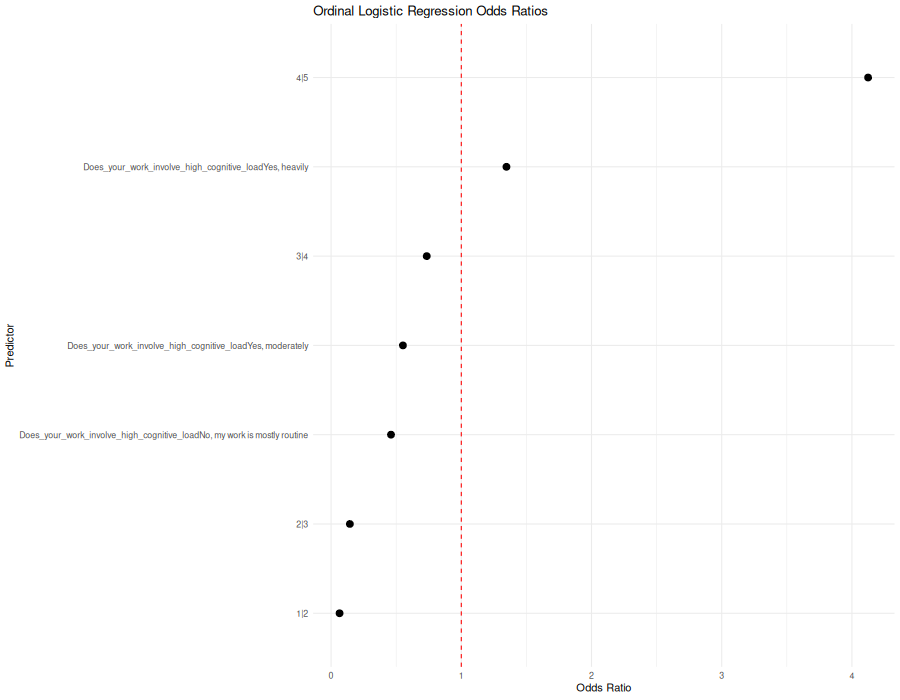 Ordinal Logistic Regression Odds Ratios
Predictor
4|5
Does_your_work_involve_high_cognitive_loadYes, heavily
3|4
Does_your_work_involve_high_cognitive_loadYes, moderately
Does_your_work_involve_high_cognitive_loadNo, my work is mostly routine
2|3
1|2
0 1 2 3 4
Odds Ratio